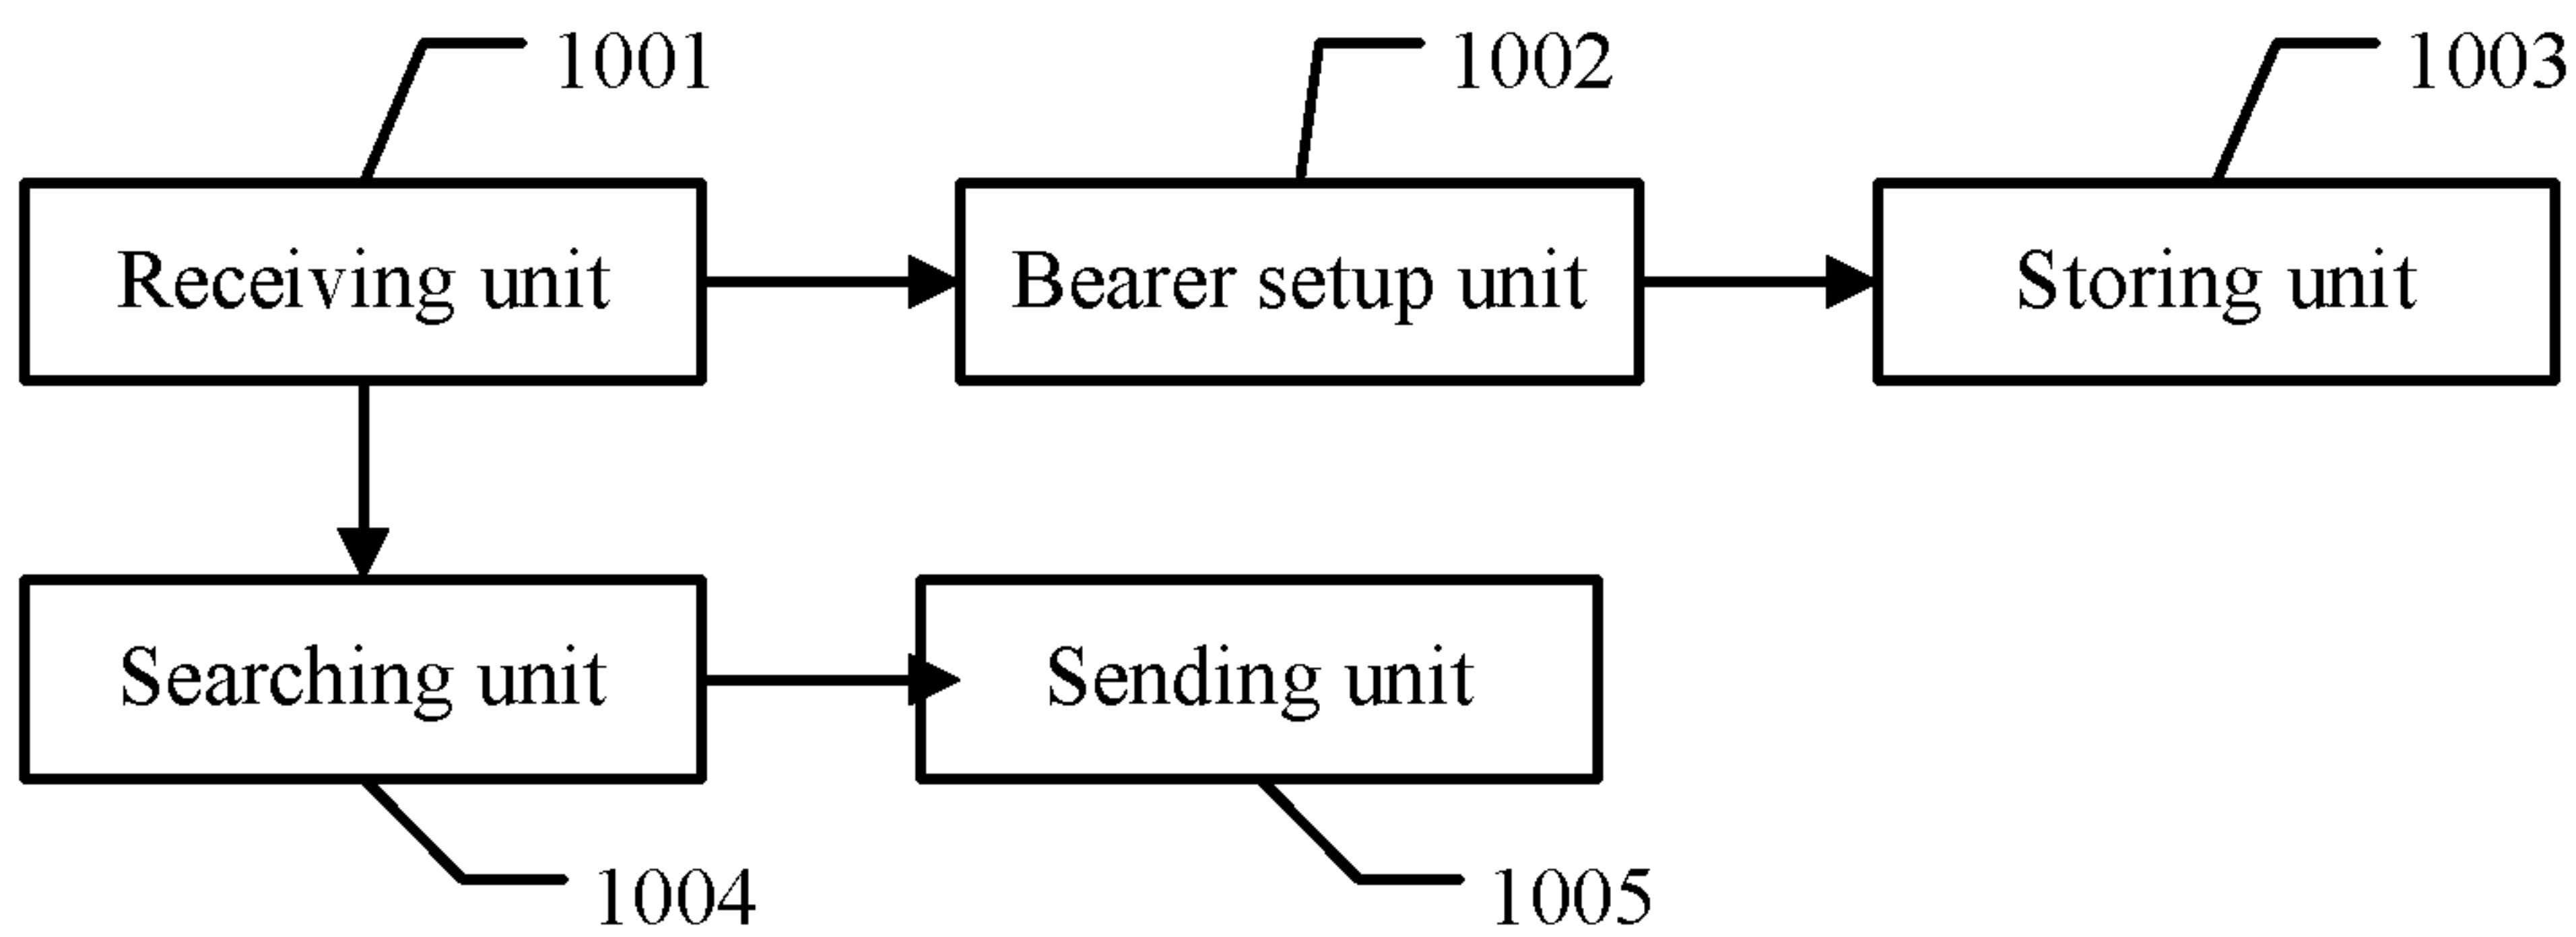 1001
1002
1003
Receiving unit
Bearer setup unit
Storing unit
Searching unit
Sending unit
1004
1005